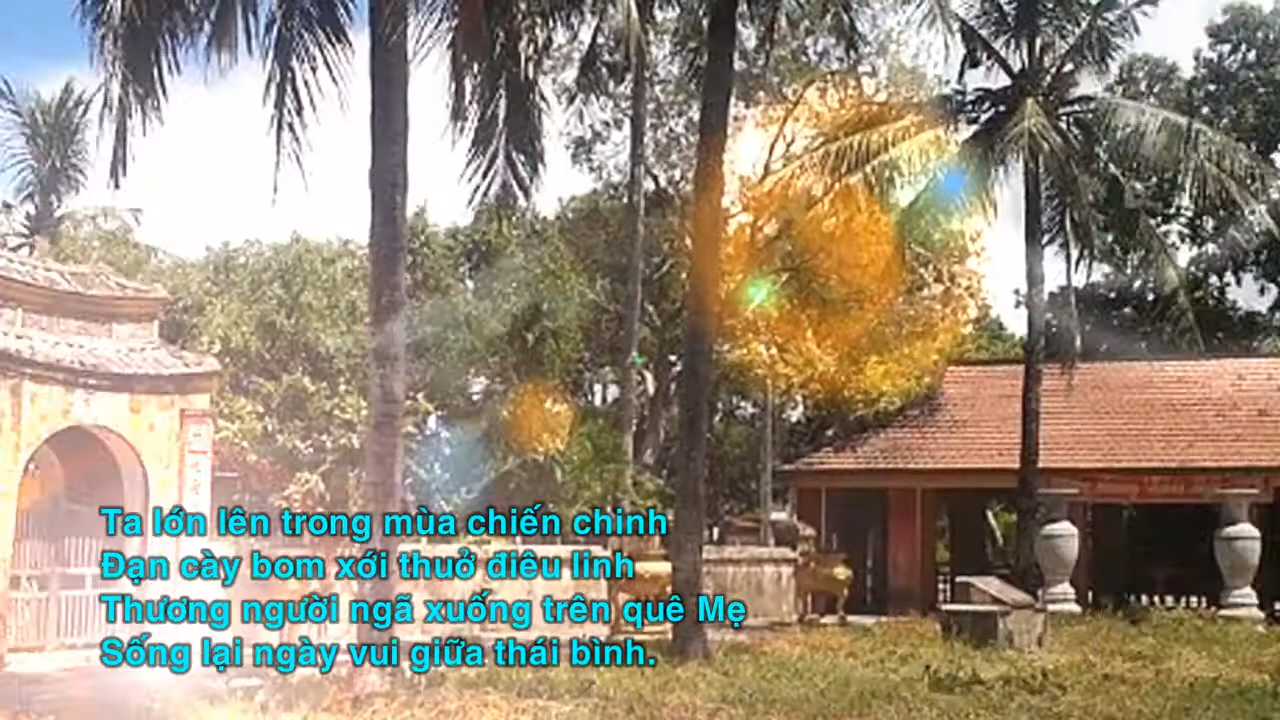 Ta lớn lên trong mùa chiến chinh
Đạn cày bom xới thuở điêu linh
Thương người ngã xuống trên quê Mẹ
Sống lại ngày vui giữa thái bình.